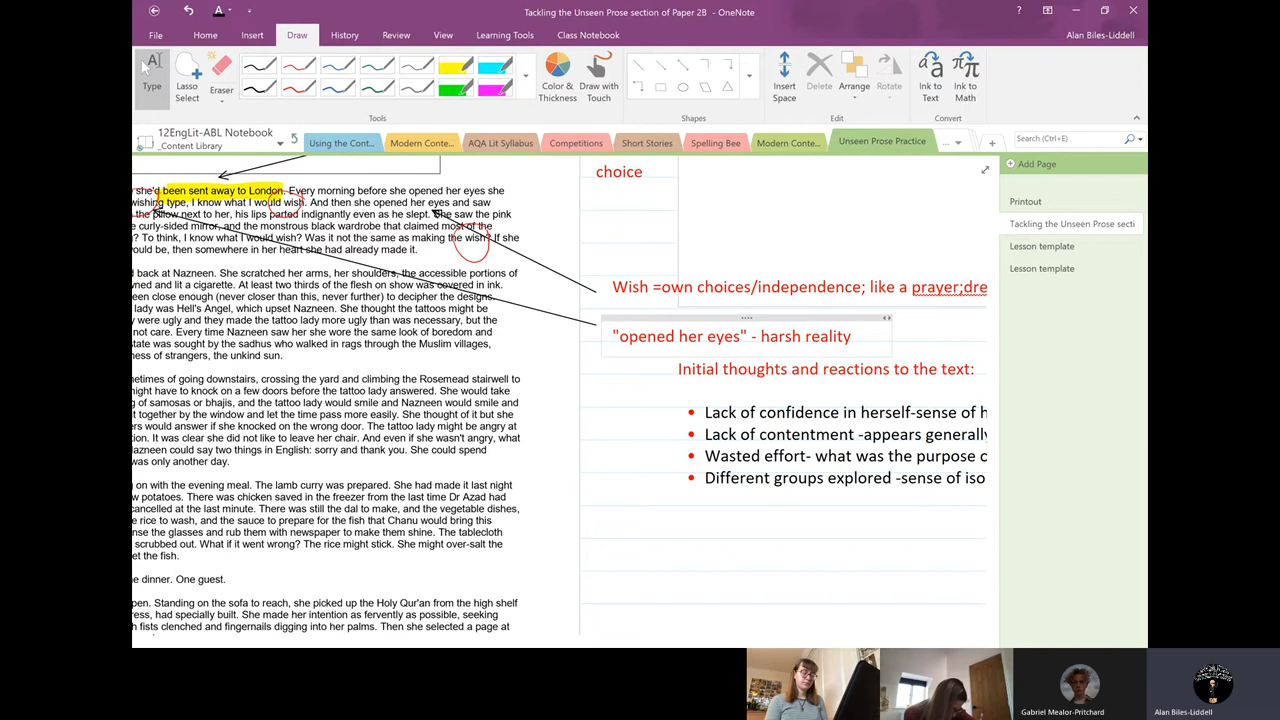 Tackling the Unseen Prose section of Paper 2B - OneNote
?
A
File Home Insert Draw History Review View Learning Tools Class Notebook Alan Biles-Liddell
Type
Lasso Select
Eraser
Color & Thickness
Draw with Touch
Insert Space
Delete
Arrange
Rotate
Ink to Text
Ink to Math
Tools Shapes Edit Convert
12EngLit-ABL Notebook
_Content Library
Using the Cont... Modern Conte... AQA Lit Syllabus Competitions Short Stories Spelling Bee Modern Conte... Unseen Prose Practice ... + Search (Ctrl+E)
Add Page
Printout
Tackling the Unseen Prose secti
Lesson template
Lesson template
she'd been sent away to London. Every morning before she opened her eyes she
wishing type, I know what I would wish. And then she opened her eyes and saw
the pillow next to her, his lips parted indignantly even as he slept. She saw the pink
curly-sided mirror, and the monstrous black wardrobe that claimed most of the
? To think, I know what I would wish? Was it not the same as making the wish? If she
would be, then somewhere in her heart she had already made it.
d back at Nazneen. She scratched her arms, her shoulders, the accessible portions of
wned and lit a cigarette. At least two thirds of the flesh on show was covered in ink.
een close enough (never closer than this, never further) to decipher the designs.
lady was Hell's Angel, which upset Nazneen. She thought the tattoos might be
y were ugly and they made the tattoo lady more ugly than was necessary, but the
not care. Every time Nazneen saw her she wore the same look of boredom and
state was sought by the sadhus who walked in rags through the Muslim villages,
ness of strangers, the unkind sun.
metimes of going downstairs, crossing the yard and climbing the Rosemead stairwell to
might have to knock on a few doors before the tattoo lady answered. She would take
g of samosas or bhajis, and the tattoo lady would smile and Nazneen would smile and
t together by the window and let the time pass more easily. She thought of it but she
ers would answer if she knocked on the wrong door. The tattoo lady might be angry at
tion. It was clear she did not like to leave her chair. And even if she wasn't angry, what
Nazneen could say two things in English: sorry and thank you. She could spend
was only another day.
g on with the evening meal. The lamb curry was prepared. She had made it last night
w potatoes. There was chicken saved in the freezer from the last time Dr Azad had
cancelled at the last minute. There was still the dal to make, and the vegetable dishes,
e rice to wash, and the sauce to prepare for the fish that Chanu would bring this
nse the glasses and rub them with newspaper to make them shine. The tablecloth
scrubbed out. What if it went wrong? The rice might stick. She might over-salt the
et the fish.
e dinner. One guest.
pen. Standing on the sofa to reach, she picked up the Holy Qur'an from the high shelf
ress, had specially built. She made her intention as fervently as possible, seeking
h fists clenched and fingernails digging into her palms. Then she selected a page at
choice
Wish =own choices/independence; like a prayer;dre
"opened her eyes" - harsh reality
Initial thoughts and reactions to the text:
• Lack of confidence in herself-sense of h
• Lack of contentment -appears generally
• Wasted effort- what was the purpose o
• Different groups explored -sense of iso
Gabriel Mealor-Pritchard
Alan Biles-Liddell